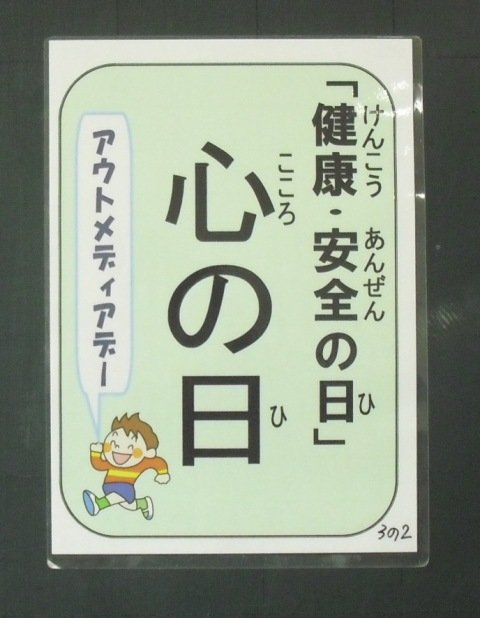 「健康・安全の日」
けんこう あんぜん ひ
心の日
こころ ひ
アウトメディアデー
3の2